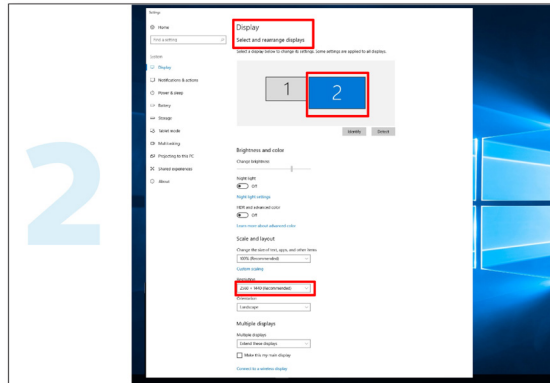 2
Settings
Home
Find a setting
System
Display
Notifications & actions
Power & sleep
Battery
Storage
Tablet mode
Multitasking
Projecting to this PC
Shared experiences
About
Display
Select and rearrange displays
Select a display below to change its settings. Some settings are applied to all displays.
1
2
Identify
Detect
Brightness and color
Change brightness
Night light
Off
Night light settings
HDR and advanced color
Off
Learn more about advanced color
Scale and layout
Change the size of text, apps, and other items
100% (Recommended)
Custom scaling
Resolution
2560 × 1440 (Recommended)
Orientation
Landscape
Multiple displays
Multiple displays
Extend these displays
Make this my main display
Connect to a wireless display